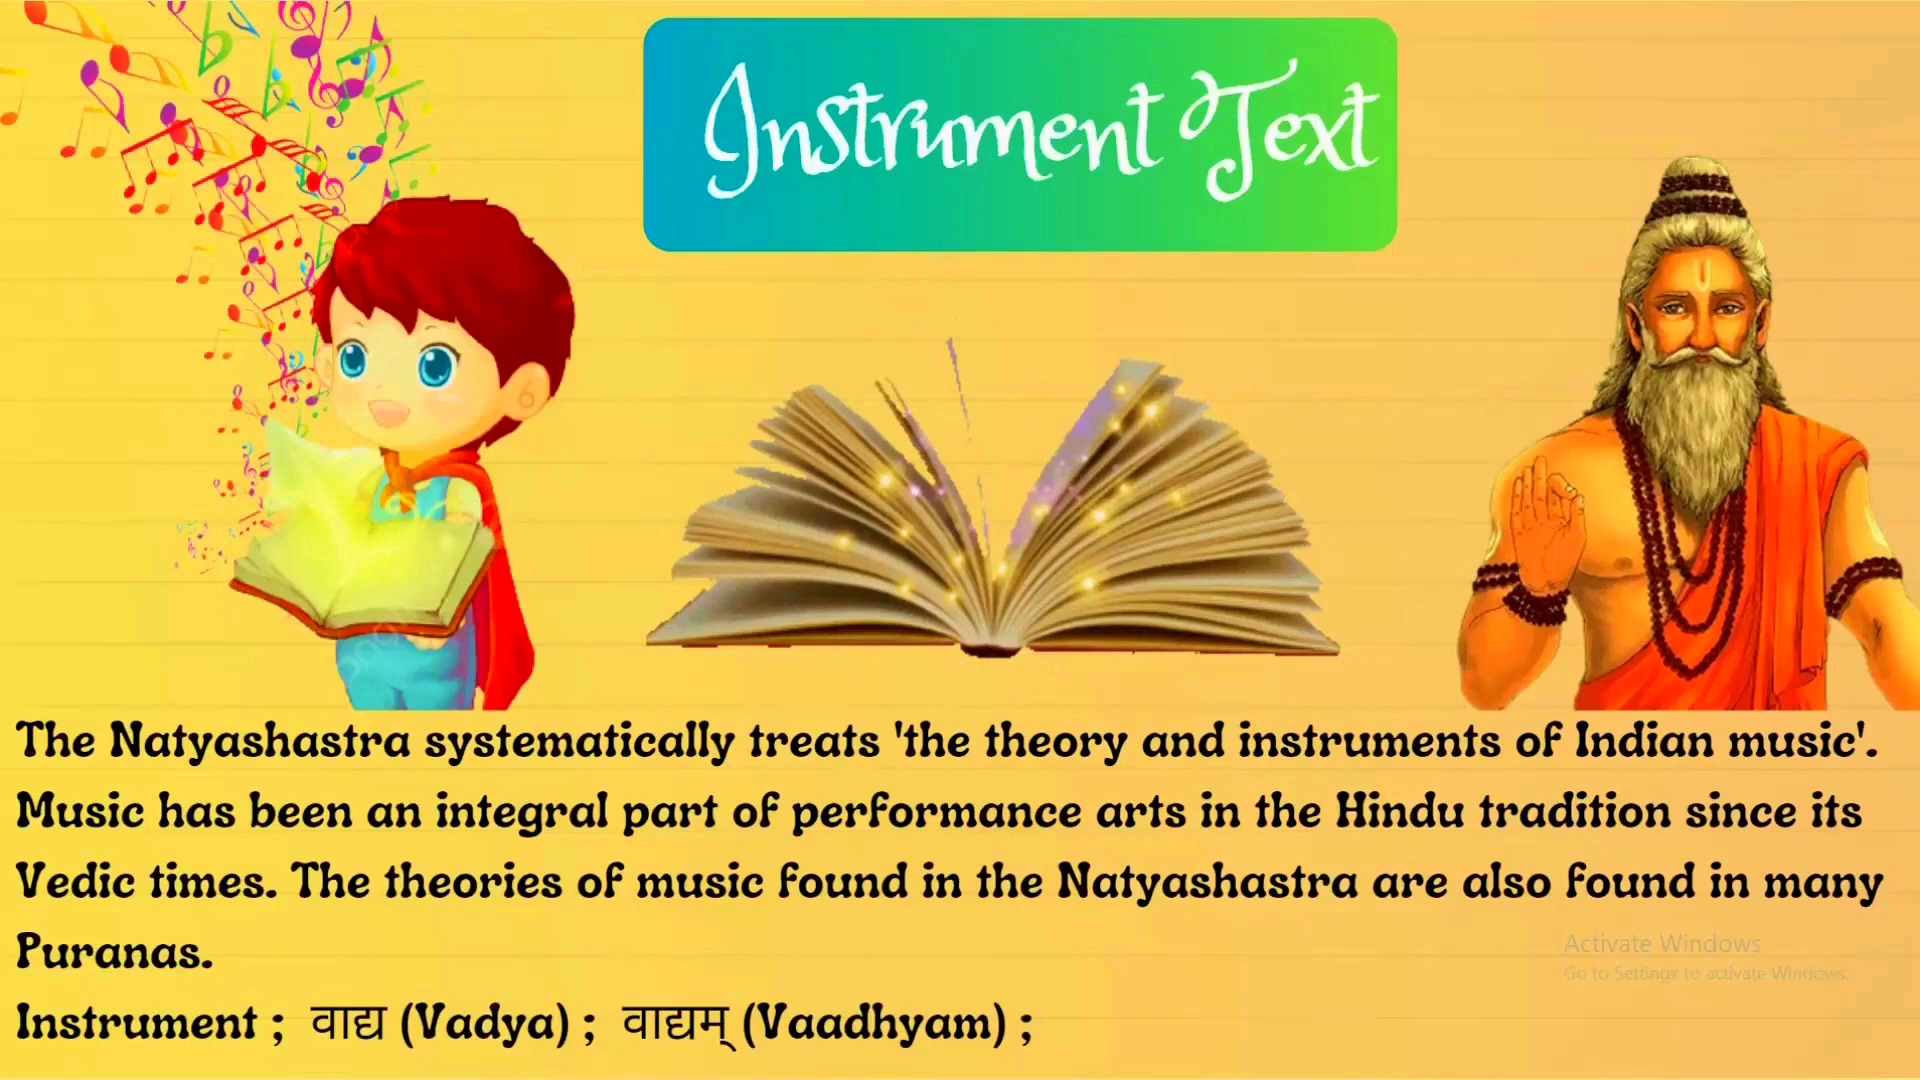 Instrument Text
The Natyashastra systematically treats 'the theory and instruments of Indian music'.
Music has been an integral part of performance arts in the Hindu tradition since its
Vedic times. The theories of music found in the Natyashastra are also found in many
Puranas.
Activate Windows
Go to Settings to activate Windows.
Instrument ; वाद्य (Vadya) ; वाद्यम् (Vaadhyam) ;